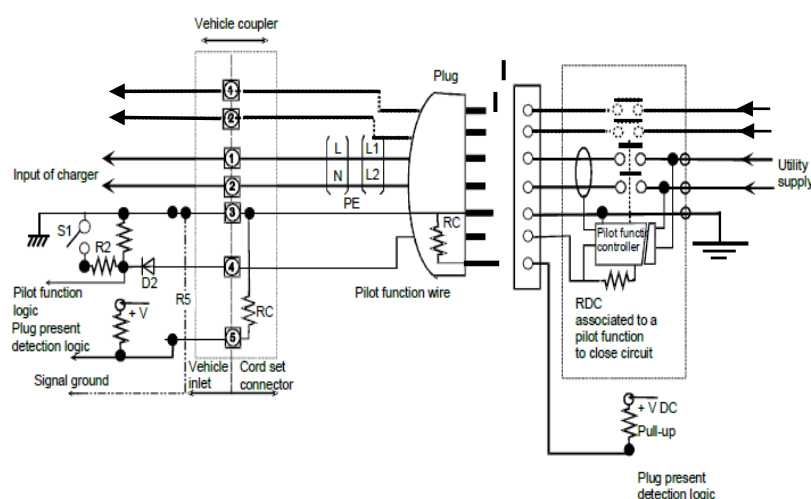 Vehicle coupler
Plug
4
2
1
L
L1
Input of charger
Utility
supply
2
N
L2
PE
3
S1
RC
Pilot functic
controller
R2
4
D2
Pilot function
logic
Plug present
detection logic
R5
Pilot function wire
+ V
RC
RDC
associated to a
pilot function
to close circuit
5
Signal ground
Vehicle
inlet
Cord set
connector
+ V DC
Pull-up
Plug present
detection logic